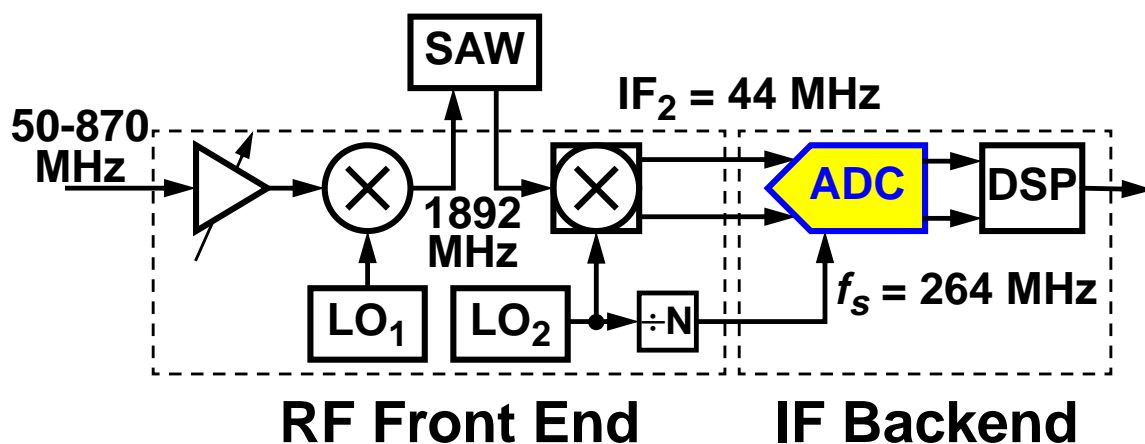 SAW
IF2 = 44 MHz
50-870
MHz
ADC
DSP
1892
MHz
LO1
LO2
÷N
fs = 264 MHz
RF Front End
IF Backend